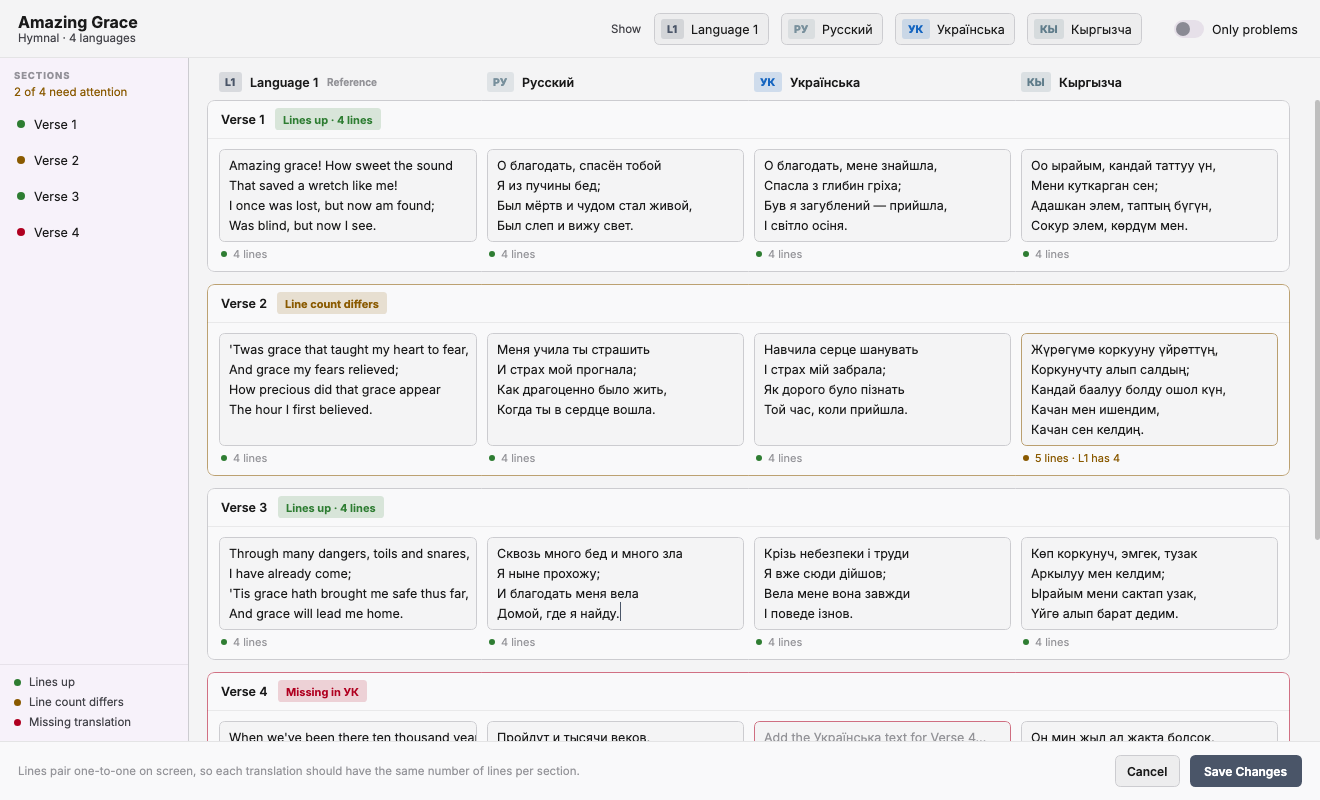 Amazing Grace
Hymnal · 4 languages
Show
L1 Language 1
РУ Русский
УК Українська
КЫ Кыргызча
Only problems
SECTIONS
2 of 4 need attention
Verse 1
Verse 2
Verse 3
Verse 4
Lines up
Line count differs
Missing translation
L1 Language 1 Reference
РУ Русский
УК Українська
КЫ Кыргызча
Verse 1 Lines up · 4 lines
Amazing grace! How sweet the sound
That saved a wretch like me!
I once was lost, but now am found;
Was blind, but now I see.
4 lines
О благодать, спасён тобой
Я из пучины бед;
Был мёртв и чудом стал живой,
Был слеп и вижу свет.
4 lines
О благодать, мене знайшла,
Спасла з глибин гріха;
Був я загублений — прийшла,
І світло осіня.
4 lines
Оо ырайым, кандай таттуу үн,
Мени куткарган сен;
Адашкан элем, таптың бүгүн,
Сокур элем, көрдүм мен.
4 lines
Verse 2 Line count differs
'Twas grace that taught my heart to fear,
And grace my fears relieved;
How precious did that grace appear
The hour I first believed.
4 lines
Меня учила ты страшить
И страх мой прогнала;
Как драгоценно было жить,
Когда ты в сердце вошла.
4 lines
Навчила серце шанувать
І страх мій забрала;
Як дорого було пізнать
Той час, коли прийшла.
4 lines
Жүрөгүмө коркууну үйрөттүң,
Коркунучту алып салдың;
Кандай баалуу болду ошол күн,
Качан мен ишендим,
Качан сен келдиң.
5 lines · L1 has 4
Verse 3 Lines up · 4 lines
Through many dangers, toils and snares,
I have already come;
'Tis grace hath brought me safe thus far,
And grace will lead me home.
4 lines
Сквозь много бед и много зла
Я ныне прохожу;
И благодать меня вела
Домой, где я найду.
4 lines
Крізь небезпеки і труди
Я вже сюди дійшов;
Вела мене вона завжди
І поведе ізнов.
4 lines
Көп коркунуч, эмгек, тузак
Аркылуу мен келдим;
Ырайым мени сактап узак,
Үйгө алып барат дедим.
4 lines
Verse 4 Missing in УК
When we've been there ten thousand
Пройдут и тысячи веков,
Add the Українська text for Verse 4...
Он миң жыл ал жакта болсок,
Lines pair one-to-one on screen, so each translation should have the same number of lines per section.
Cancel
Save Changes